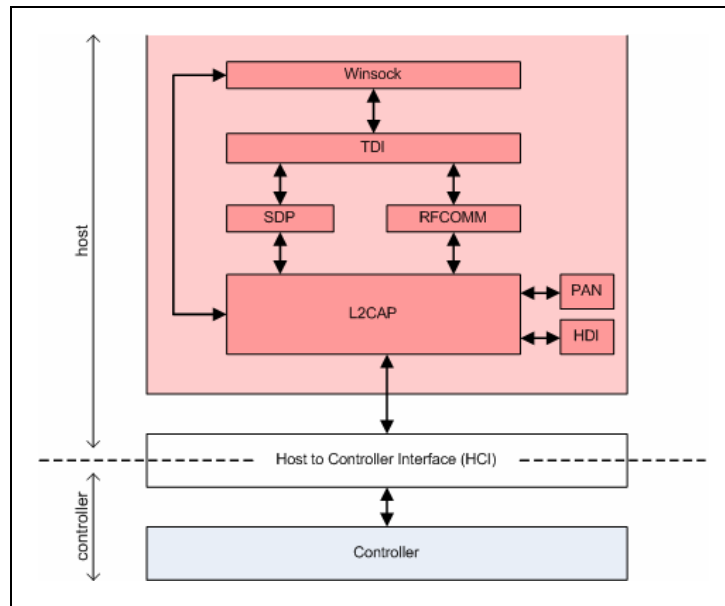 Winsock
TDI
SDP
RFCOMM
L2CAP
PAN
HDI
host
Host to Controller Interface (HCI)
controller
Controller